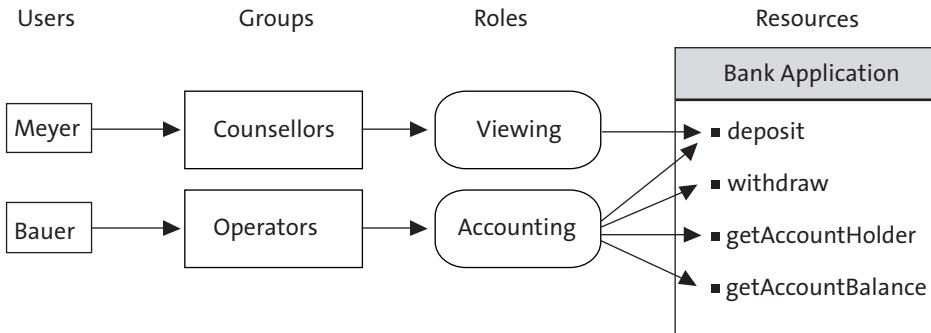 Users Groups Roles Resources
Bank Application
Meyer Counsellors Viewing ▪ deposit
▪ withdraw
Bauer Operators Accounting ▪ getAccountHolder
▪ getAccountBalance